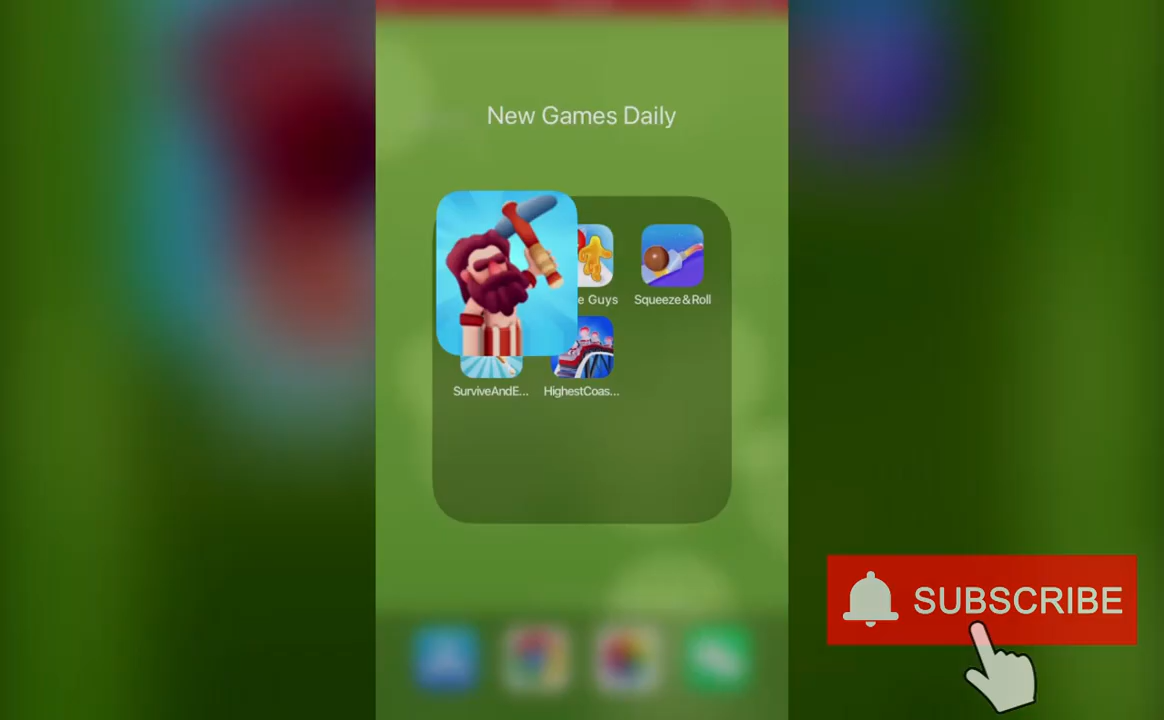 New Games Daily
e Guys
Squeeze&Roll
SurviveAndE...
HighestCoas...
SUBSCRIBE